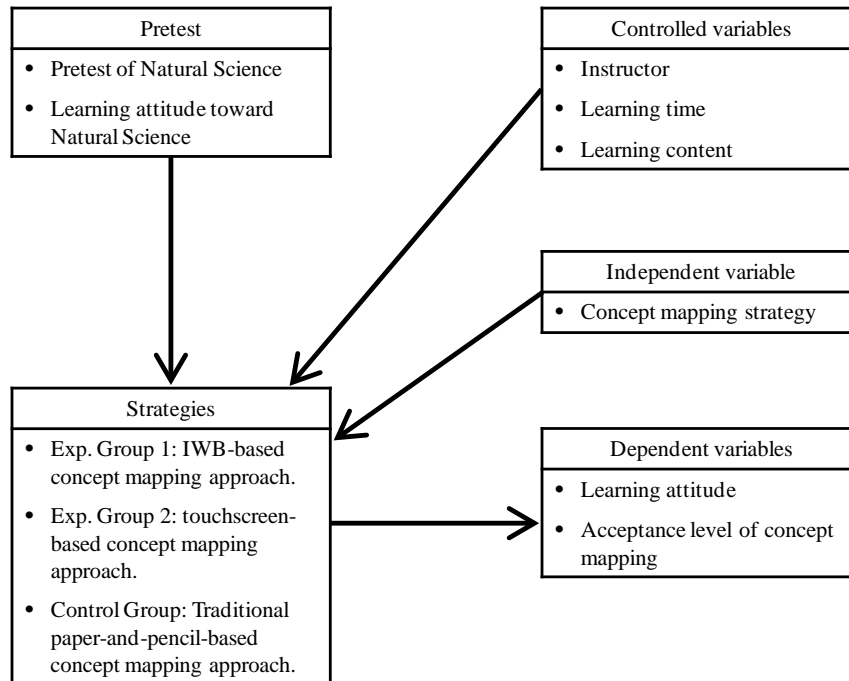 Pretest
• Pretest of Natural Science
• Learning attitude toward
Natural Science
Controlled variables
• Instructor
• Learning time
• Learning content
Independent variable
• Concept mapping strategy
Strategies
• Exp. Group 1: IWB-based
concept mapping approach.
• Exp. Group 2: touchscreen-
based concept mapping
approach.
• Control Group: Traditional
paper-and-pencil-based
concept mapping approach.
Dependent variables
• Learning attitude
• Acceptance level of concept
mapping